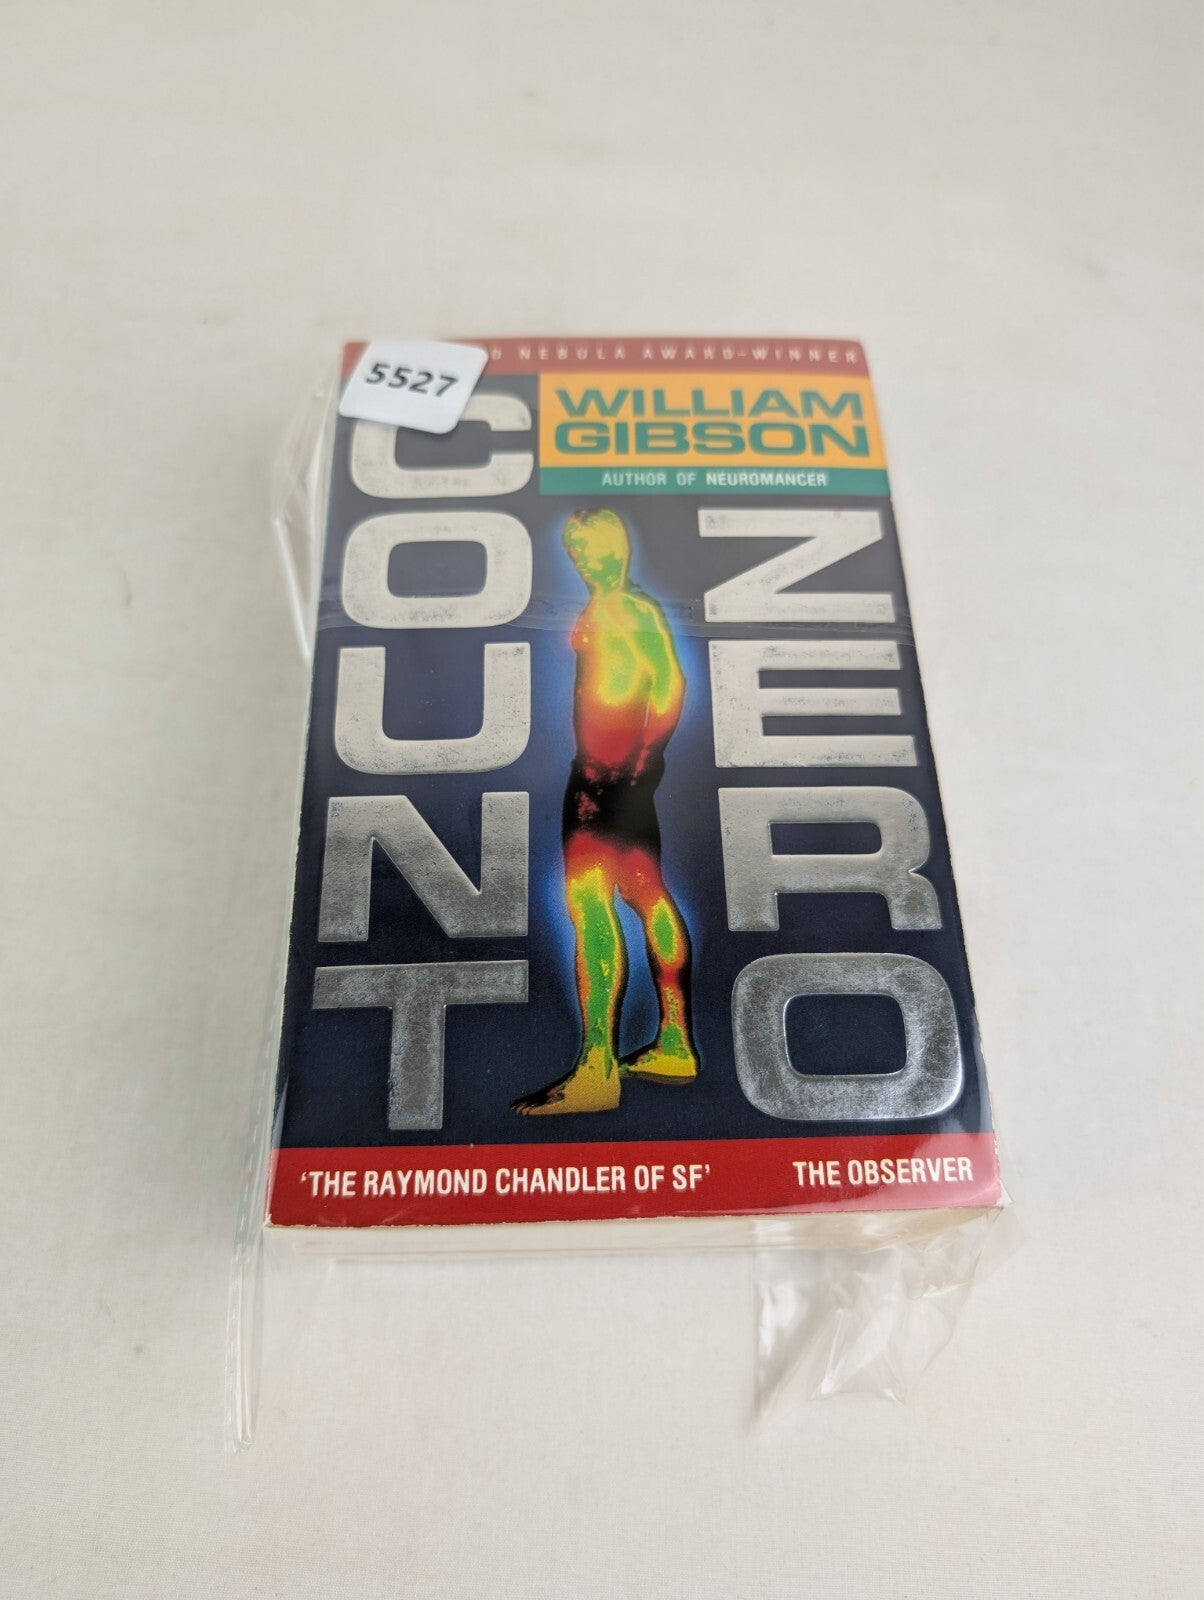 5527
NEBULA AWARD-WINNER
WILLIAM
GIBSON
AUTHOR OF NEUROMANCER
COUNT
ZERO
'THE RAYMOND CHANDLER OF SF' THE OBSERVER